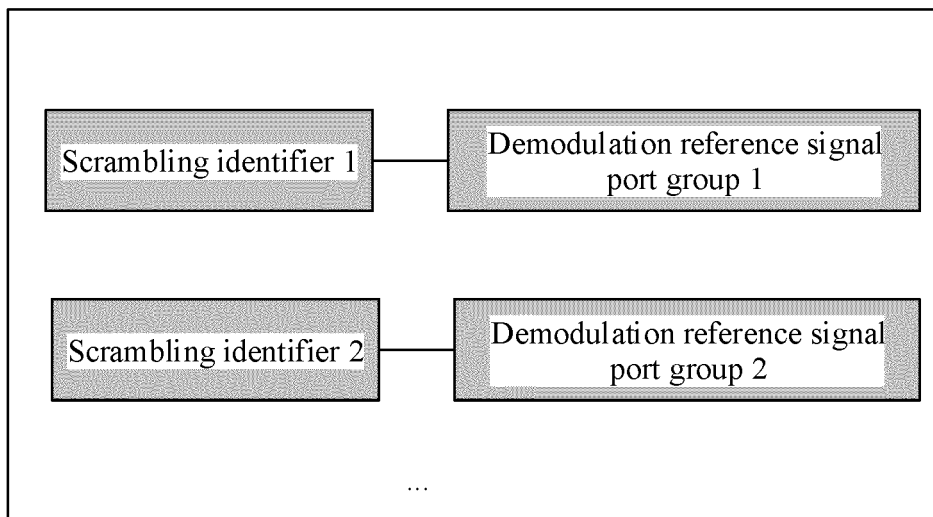 Scrambling identifier 1
Demodulation reference signal
port group 1
Scrambling identifier 2
Demodulation reference signal
port group 2
...